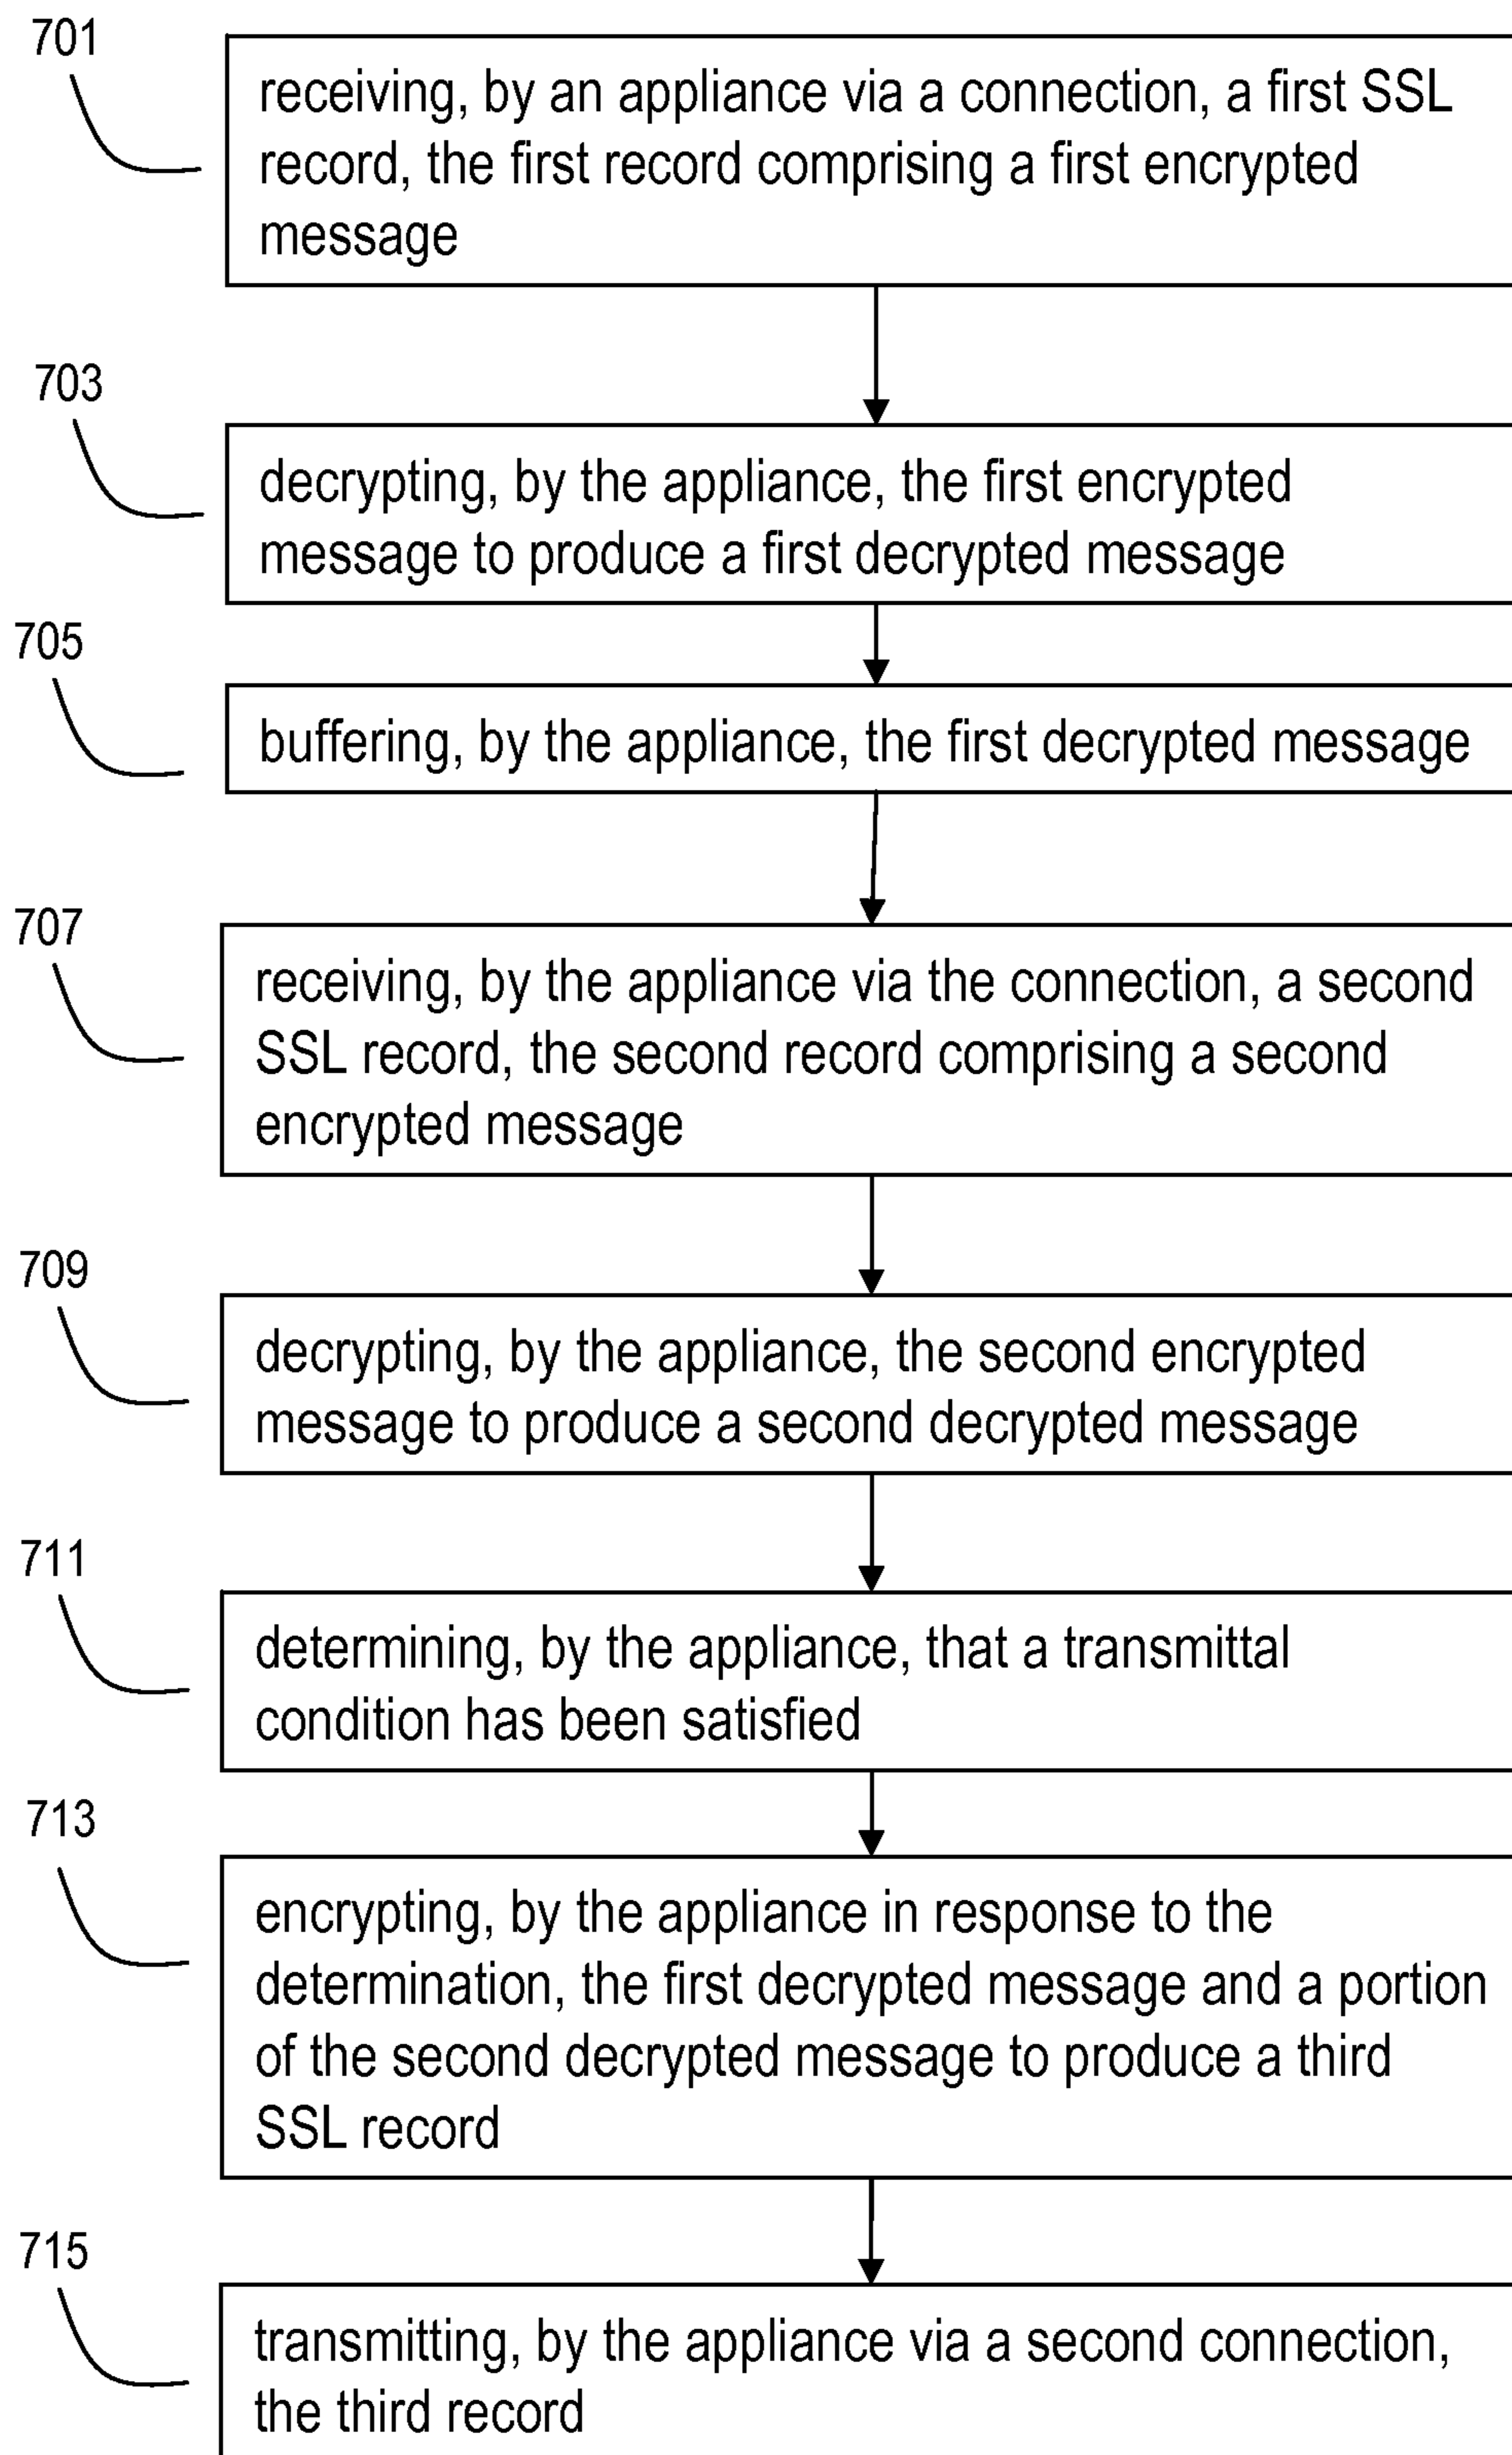 701
receiving, by an appliance via a connection, a first SSL
record, the first record comprising a first encrypted
message
703
decrypting, by the appliance, the first encrypted
message to produce a first decrypted message
705
buffering, by the appliance, the first decrypted message
707
receiving, by the appliance via the connection, a second
SSL record, the second record comprising a second
encrypted message
709
decrypting, by the appliance, the second encrypted
message to produce a second decrypted message
711
determining, by the appliance, that a transmittal
condition has been satisfied
713
encrypting, by the appliance in response to the
determination, the first decrypted message and a portion
of the second decrypted message to produce a third
SSL record
715
transmitting, by the appliance via a second connection,
the third record